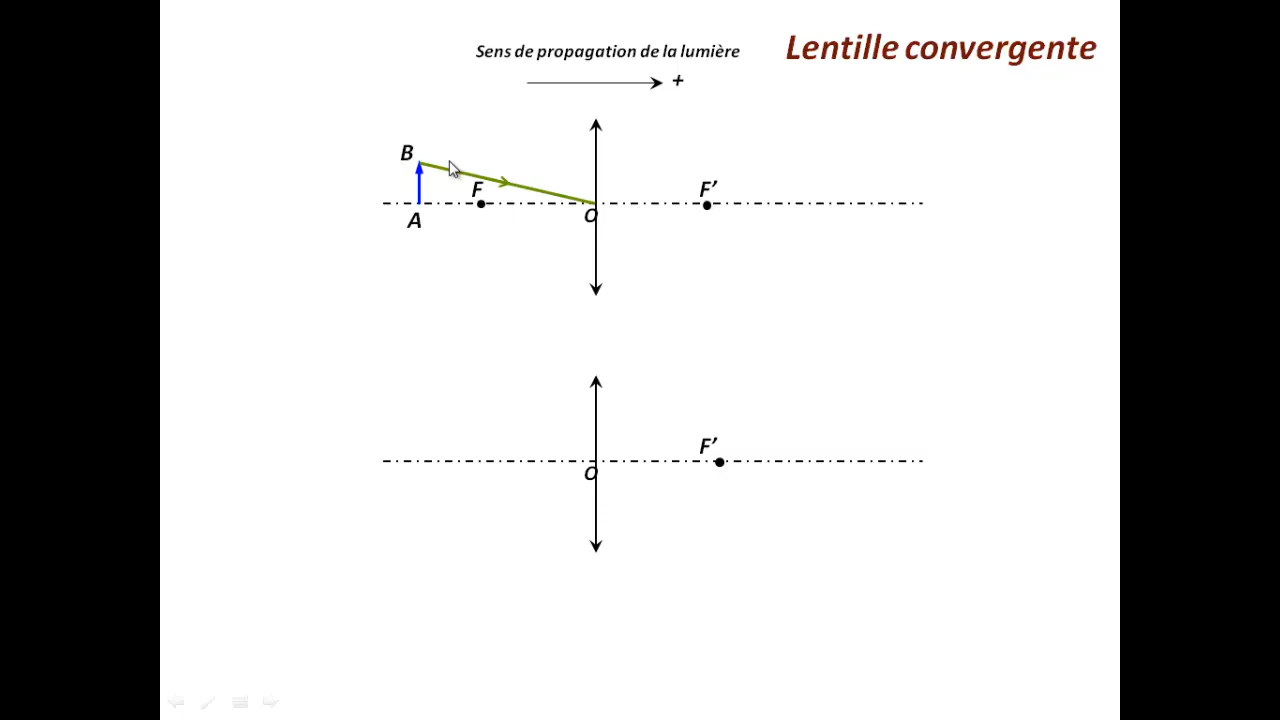 Lentille convergente
Sens de propagation de la lumière
+
B
F
F’
A
O
F’
O